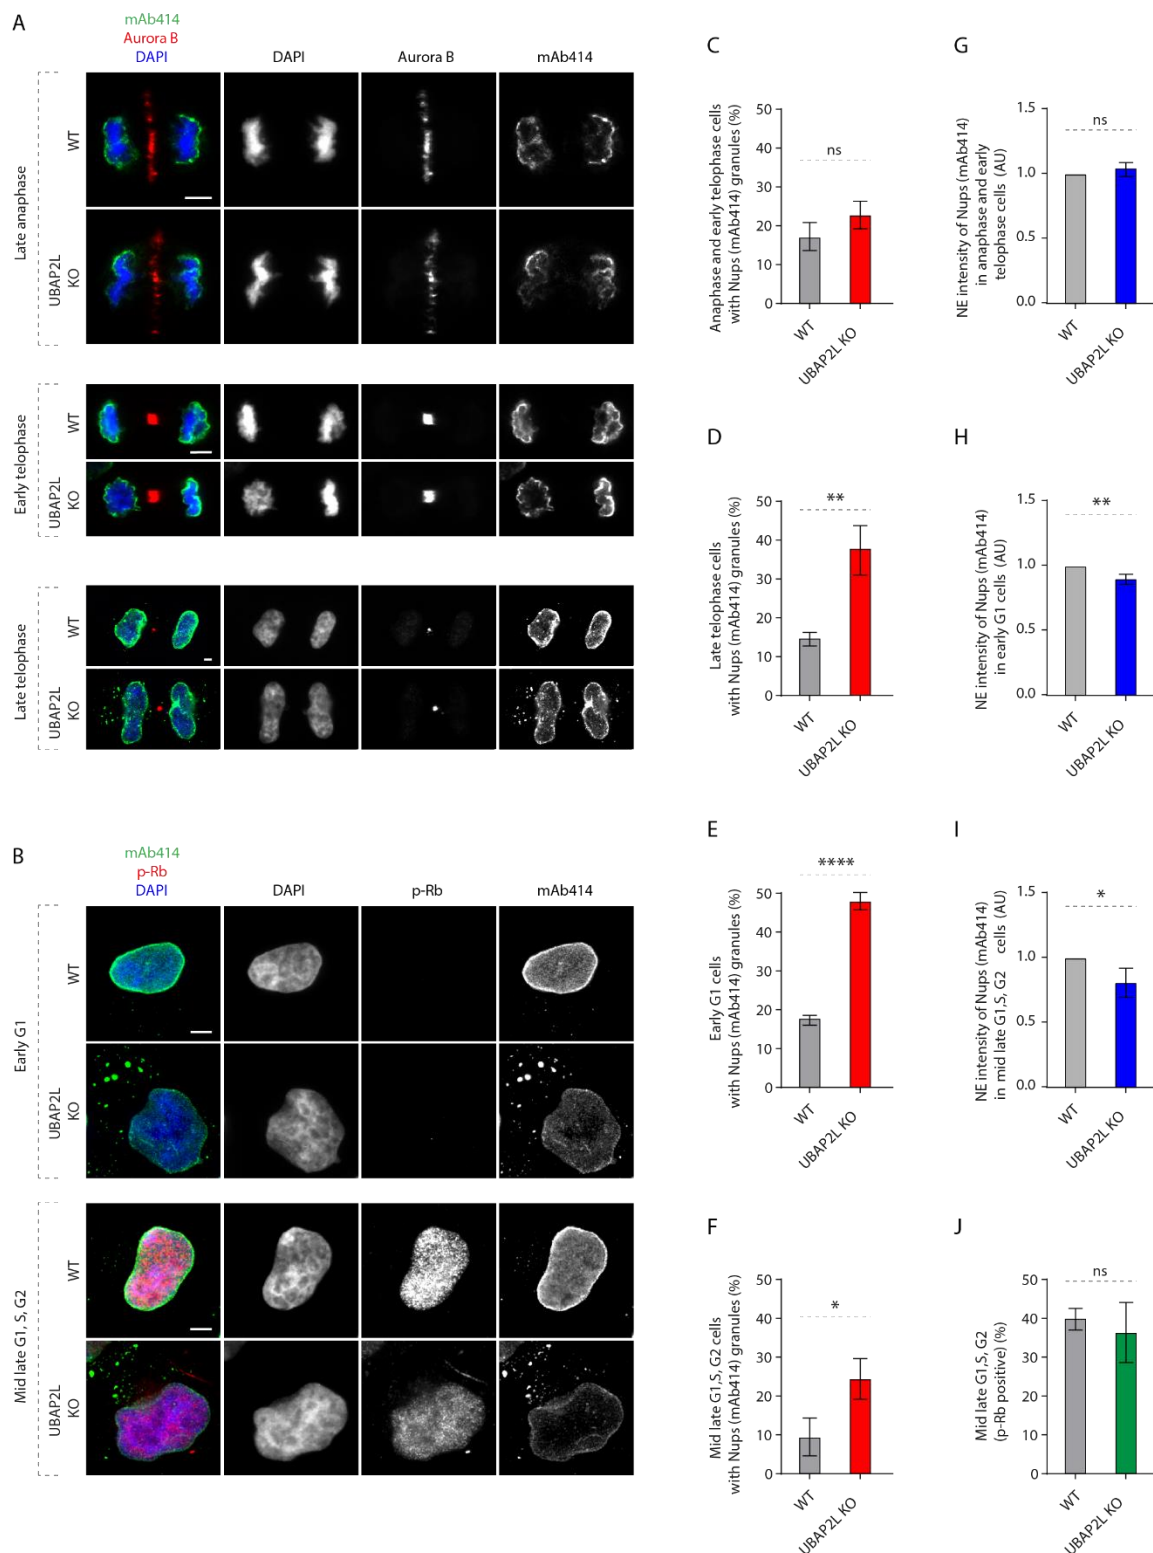 A
mAb414
Aurora B
DAPI
DAPI
Aurora B
mAb414
Late anaphase
WT
UBAP2L
KO
Early telophase
WT
UBAP2L
KO
Late telophase
WT
UBAP2L
KO
B
mAb414
p-Rb
DAPI
DAPI
p-Rb
mAb414
Early G1
WT
UBAP2L
KO
Mid late G1, S, G2
WT
UBAP2L
KO
C
Anaphase and early telophase cells
with Nups (mAb414) granules (%)
50
40
30
20
10
0
ns
WT
UBAP2L KO
D
Late telophase cells
with Nups (mAb414) granules (%)
50
40
30
20
10
0
**
WT
UBAP2L KO
E
Early G1 cells
with Nups (mAb414) granules (%)
50
40
30
20
10
0
****
WT
UBAP2L KO
F
Mid late G1,S, G2 cells
with Nups (mAb414) granules (%)
50
40
30
20
10
0
*
WT
UBAP2L KO
G
NE intensity of Nups (mAb414)
in anaphase and early
telophase cells (AU)
1.5
1.0
0.5
0.0
ns
WT
UBAP2L KO
H
NE intensity of Nups (mAb414)
in early G1 cells (AU)
1.5
1.0
0.5
0.0
**
WT
UBAP2L KO
I
NE intensity of Nups (mAb414)
in mid late G1,S, G2 cells (AU)
1.5
1.0
0.5
0.0
*
WT
UBAP2L KO
J
Mid late G1,S, G2
(p-Rb positive) (%)
50
40
30
20
10
0
ns
WT
UBAP2L KO